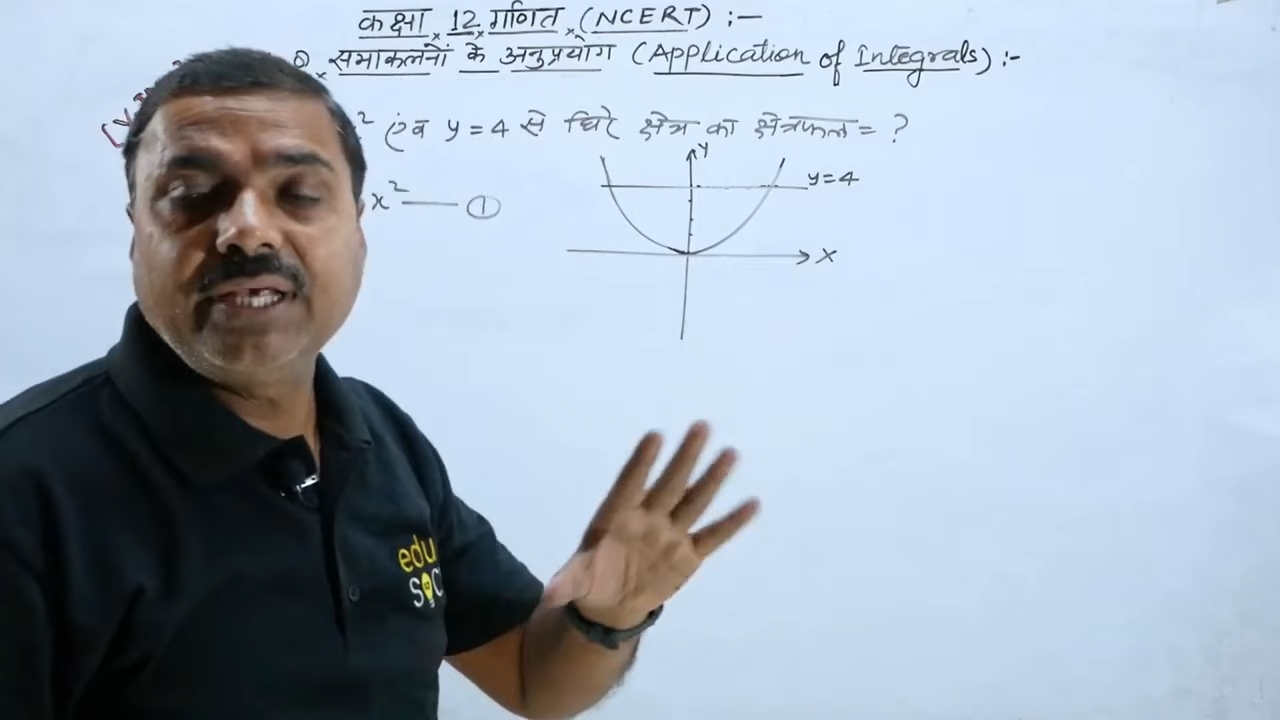 कक्षा 12 गणित (NCERT) :—
समाकलनों के अनुप्रयोग (Application of Integrals) :-
² एवं y = 4 से घिरे क्षेत्र का क्षेत्रफल = ?
y
y=4
x² —— ①
X
edu